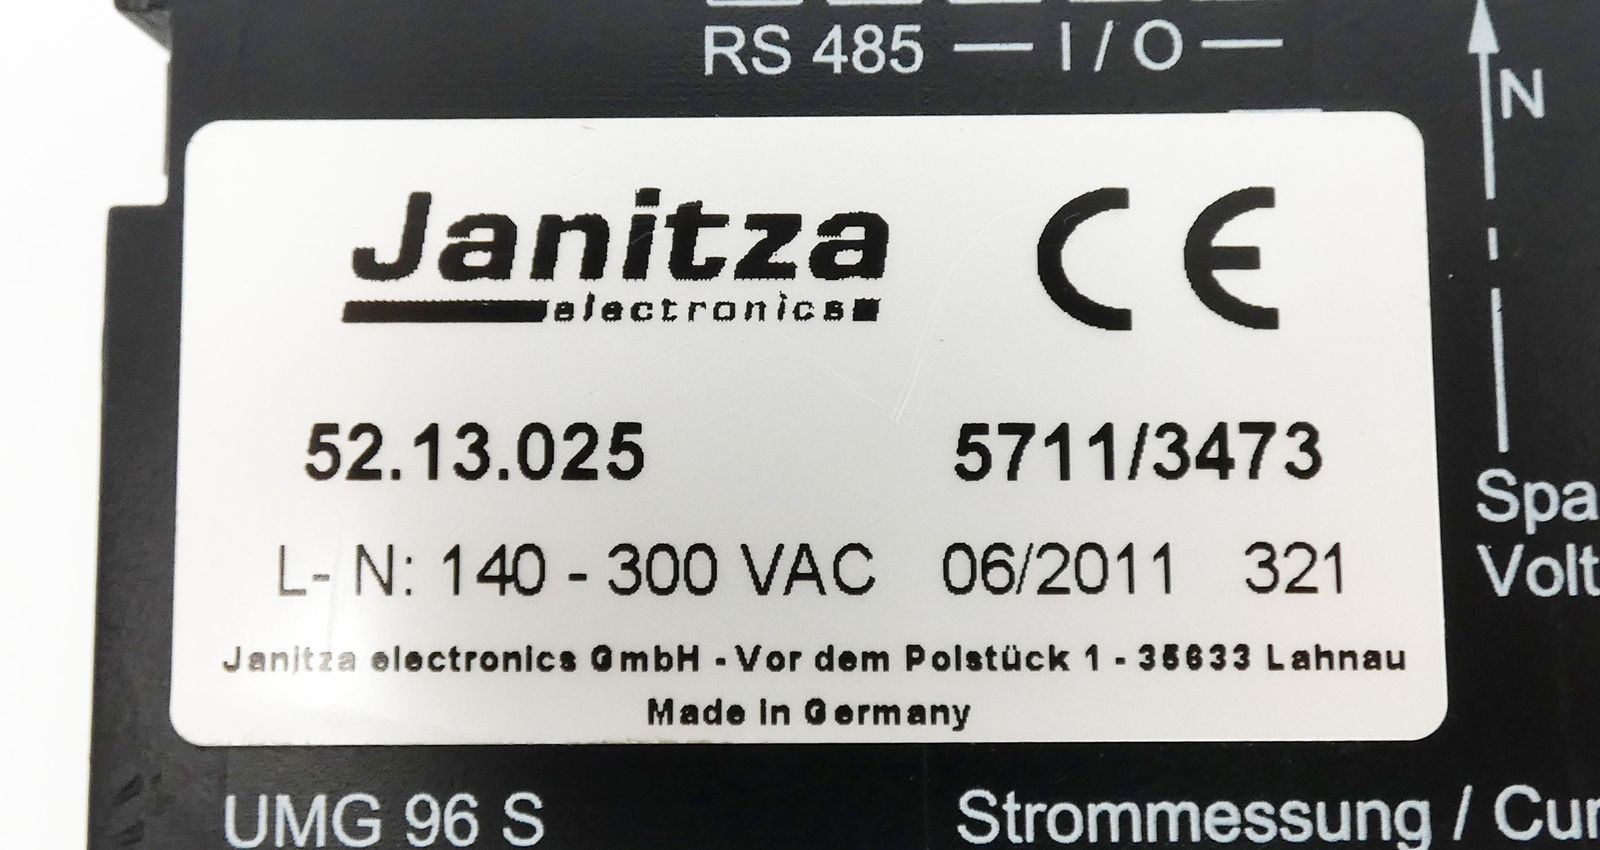 RS 485 — I / O —
N
Janitza
electronics
CE
52.13.025 5711/3473
L- N: 140 - 300 VAC 06/2011 321
Janitza electronics GmbH - Vor dem Polstück 1 - 35633 Lahnau
Made in Germany
Spa
Volt
UMG 96 S
Strommessung / Cur